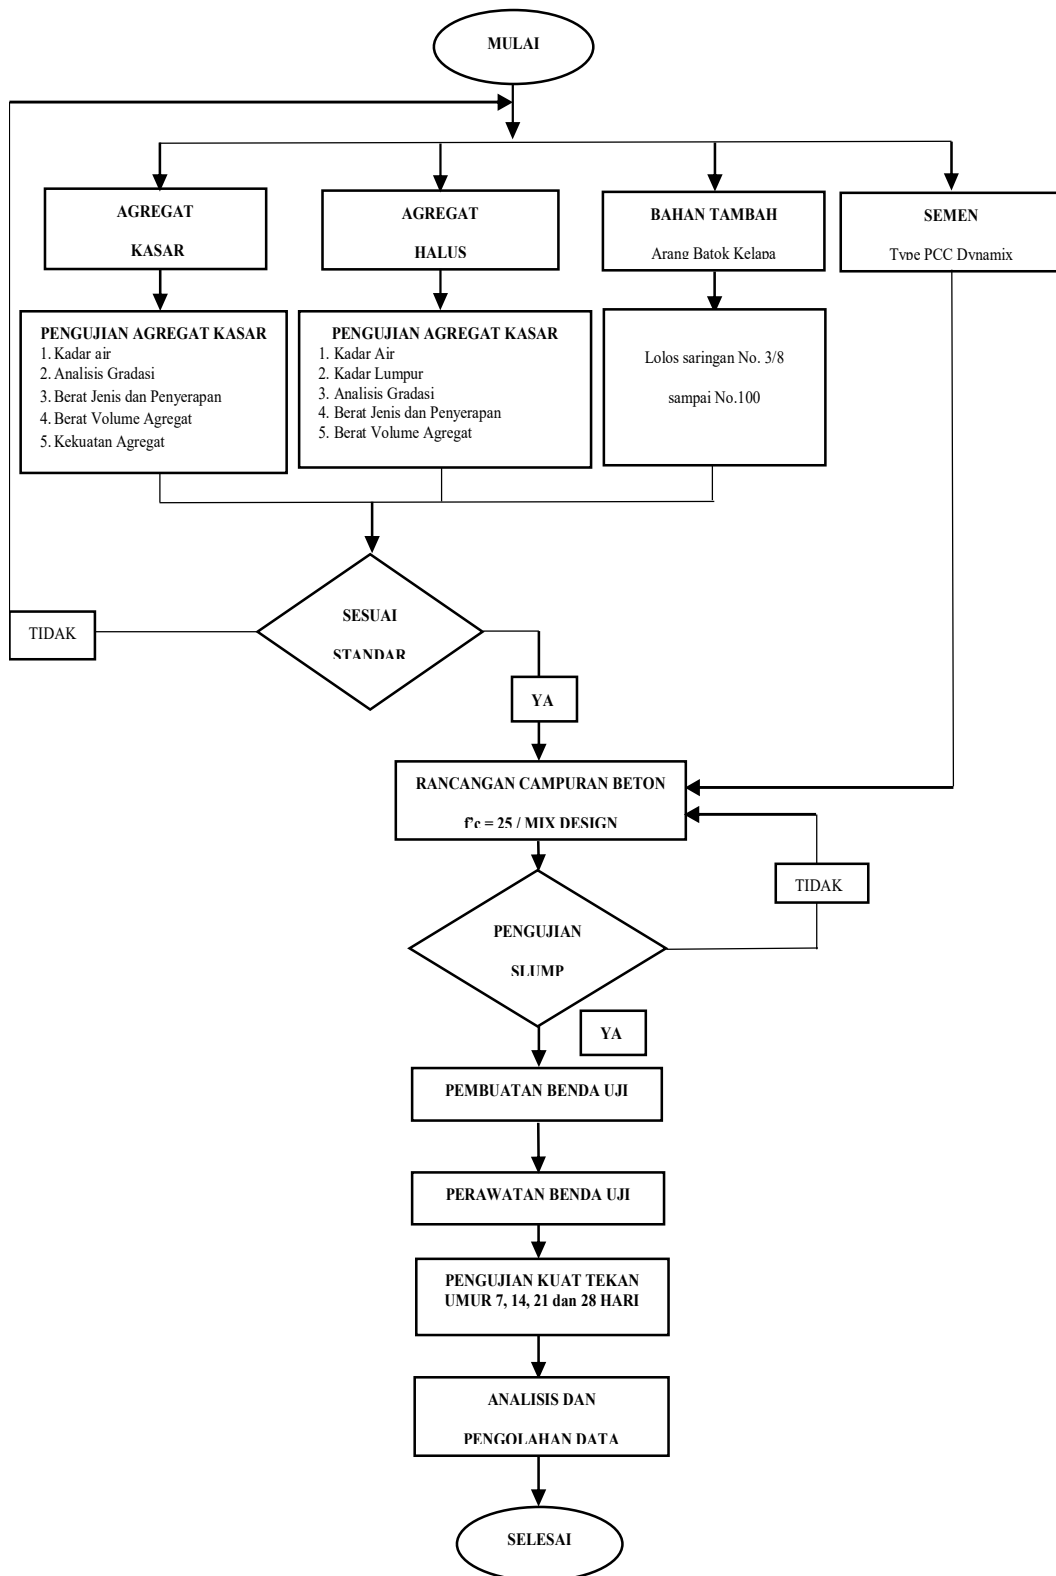 MULAI
AGREGAT
KASAR
AGREGAT
HALUS
BAHAN TAMBAH
Arang Batok Kelapa
SEMEN
Type PCC Dynamix
PENGUJIAN AGREGAT KASAR
1. Kadar air
2. Analisis Gradasi
3. Berat Jenis dan Penyerapan
4. Berat Volume Agregat
5. Kekuatan Agregat
PENGUJIAN AGREGAT KASAR
1. Kadar Air
2. Kadar Lumpur
3. Analisis Gradasi
4. Berat Jenis dan Penyerapan
5. Berat Volume Agregat
Lolos saringan No. 3/8
sampai No.100
SESUAI
STANDAR
TIDAK
YA
RANCANGAN CAMPURAN BETON
f'c = 25 / MIX DESIGN
TIDAK
PENGUJIAN
SLUMP
YA
PEMBUATAN BENDA UJI
PERAWATAN BENDA UJI
PENGUJIAN KUAT TEKAN
UMUR 7, 14, 21 dan 28 HARI
ANALISIS DAN
PENGOLAHAN DATA
SELESAI